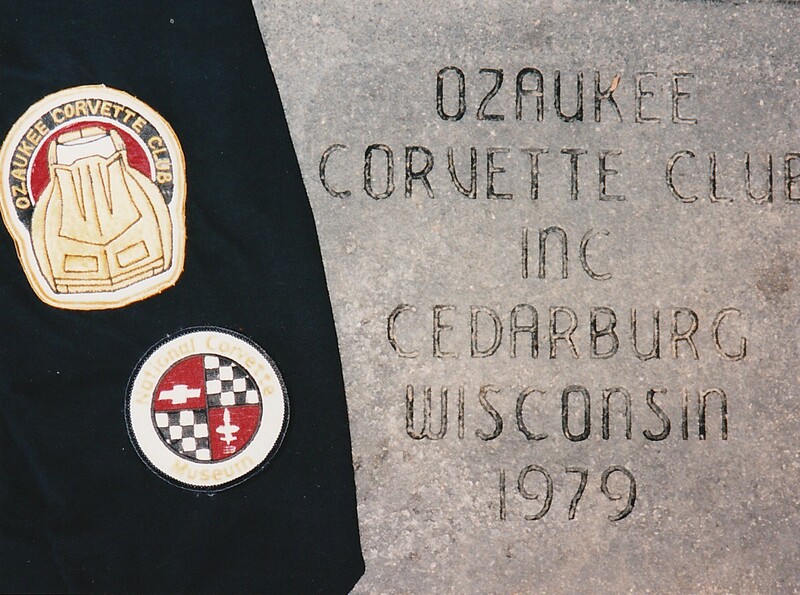 OZAUKEE CORVETTE CLUB
National Corvette
Museum
OZAUKEE
CORVETTE CLUB
INC
CEDARBURG
WISCONSIN
1979